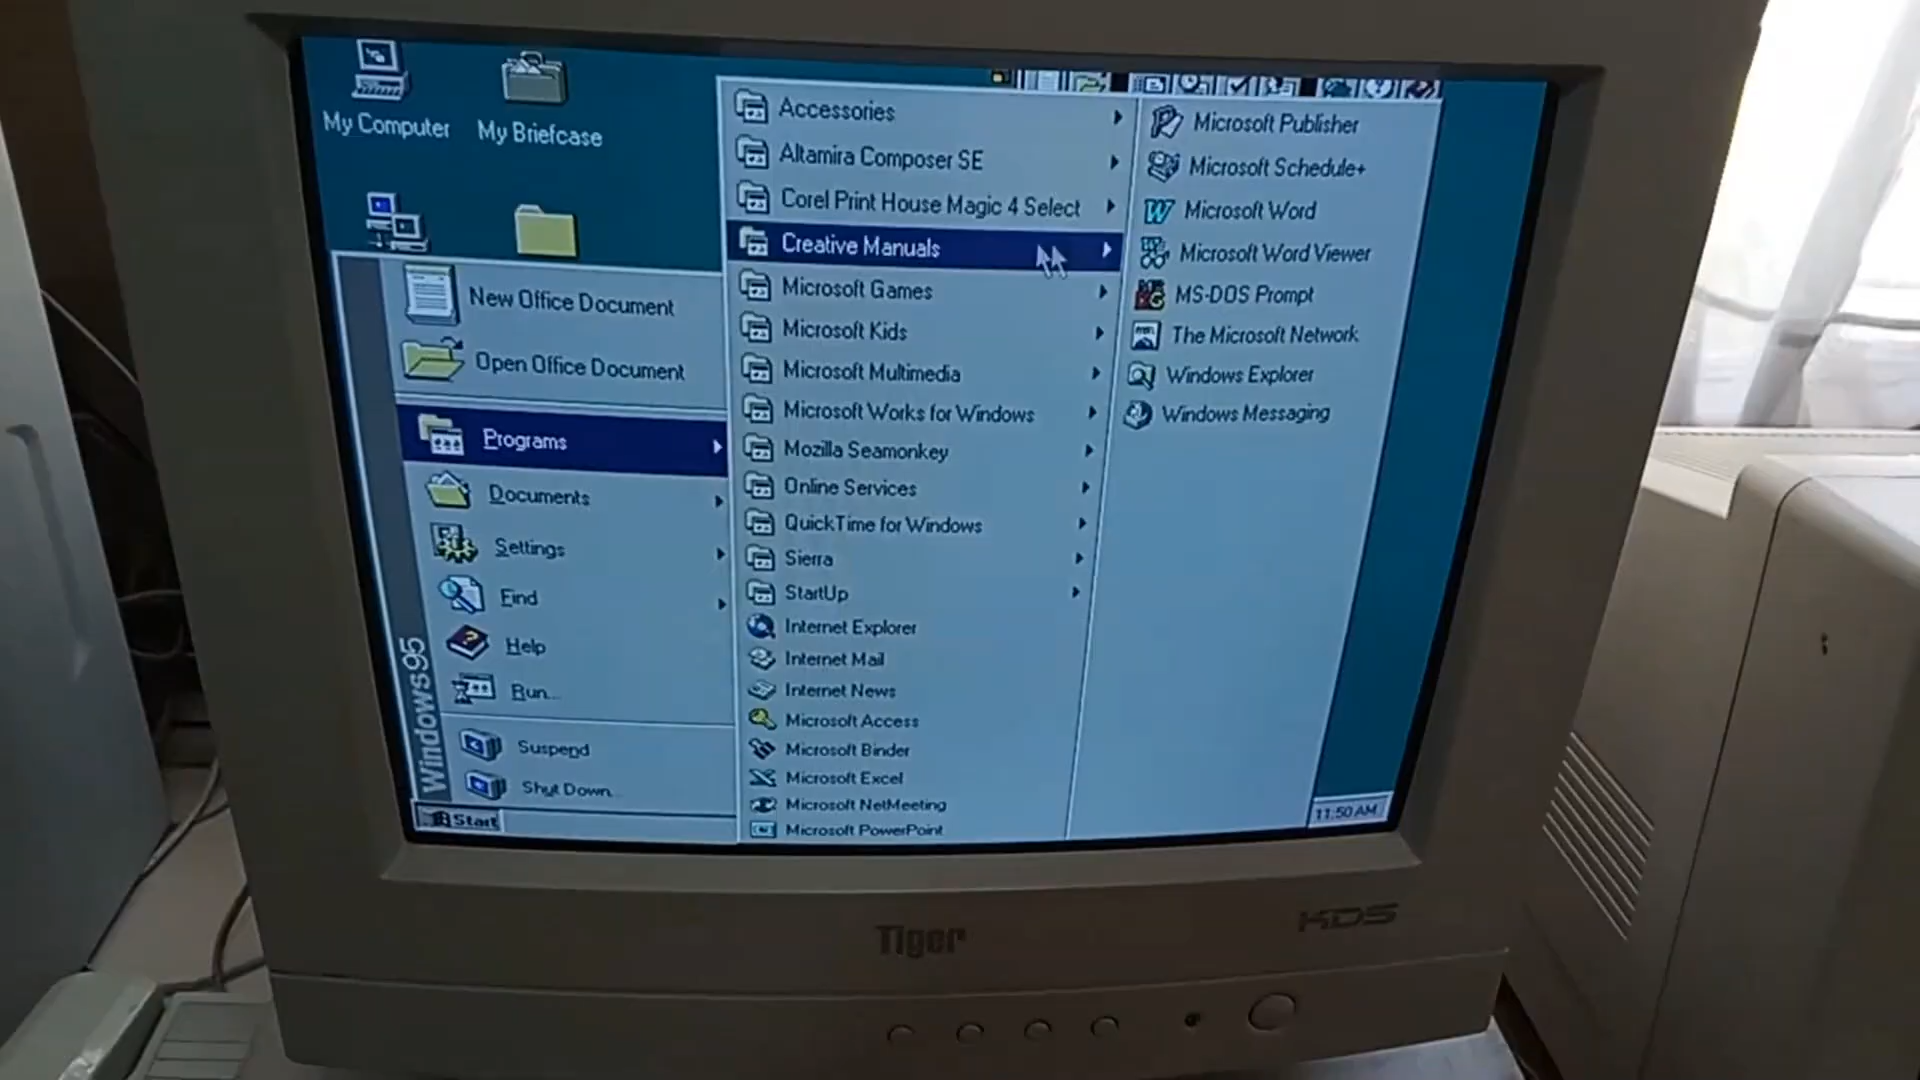 My Computer
My Briefcase
New Office Document
Open Office Document
Programs
Documents
Settings
Find
Help
Run...
Suspend
Shut Down...
Windows95
Start
Accessories
Altamira Composer SE
Corel Print House Magic 4 Select
Creative Manuals
Microsoft Games
Microsoft Kids
Microsoft Multimedia
Microsoft Works for Windows
Mozilla Seamonkey
Online Services
QuickTime for Windows
Sierra
StartUp
Internet Explorer
Internet Mail
Internet News
Microsoft Access
Microsoft Binder
Microsoft Excel
Microsoft NetMeeting
Microsoft PowerPoint
Microsoft Publisher
Microsoft Schedule+
Microsoft Word
Microsoft Word Viewer
MS-DOS Prompt
The Microsoft Network
Windows Explorer
Windows Messaging
11:50 AM
Tiger
KDS